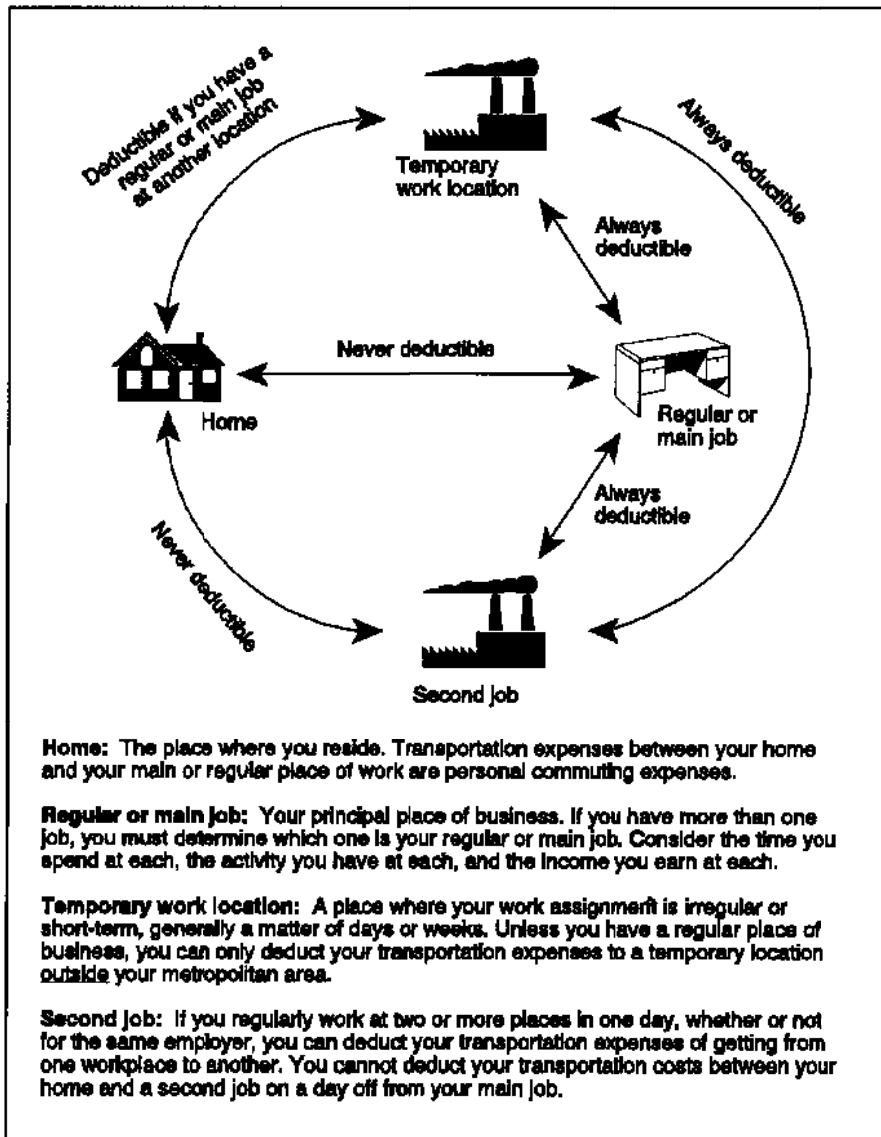 Deductible if you have a
regular or main job
at another location
Temporary
work location
Always deductible
Always
deductible
Never deductible
Home
Regular or
main job
Always
deductible
Never deductible
Second job
Home: The place where you reside. Transportation expenses between your home
and your main or regular place of work are personal commuting expenses.
Regular or main job: Your principal place of business. If you have more than one
job, you must determine which one is your regular or main job. Consider the time you
spend at each, the activity you have at each, and the income you earn at each.
Temporary work location: A place where your work assignment is irregular or
short-term, generally a matter of days or weeks. Unless you have a regular place of
business, you can only deduct your transportation expenses to a temporary location
outside your metropolitan area.
Second job: If you regularly work at two or more places in one day, whether or not
for the same employer, you can deduct your transportation expenses of getting from
one workplace to another. You cannot deduct your transportation costs between your
home and a second job on a day off from your main job.